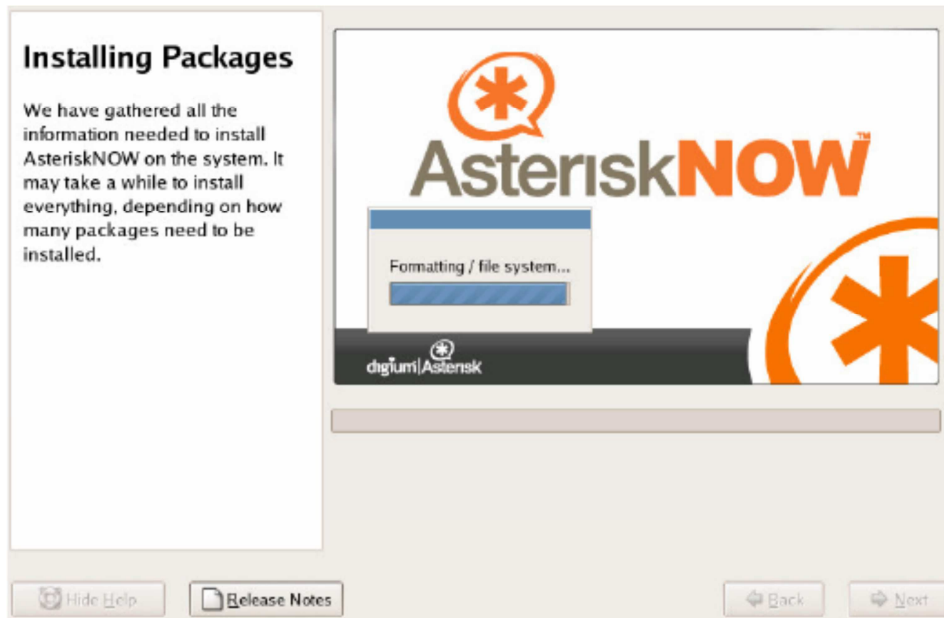 Installing Packages
We have gathered all the
information needed to install
AsteriskNOW on the system. It
may take a while to install
everything, depending on how
many packages need to be
installed.
AsteriskNOW™
Formatting / file system...
digium|Asterisk
Hide Help
Release Notes
Back
Next